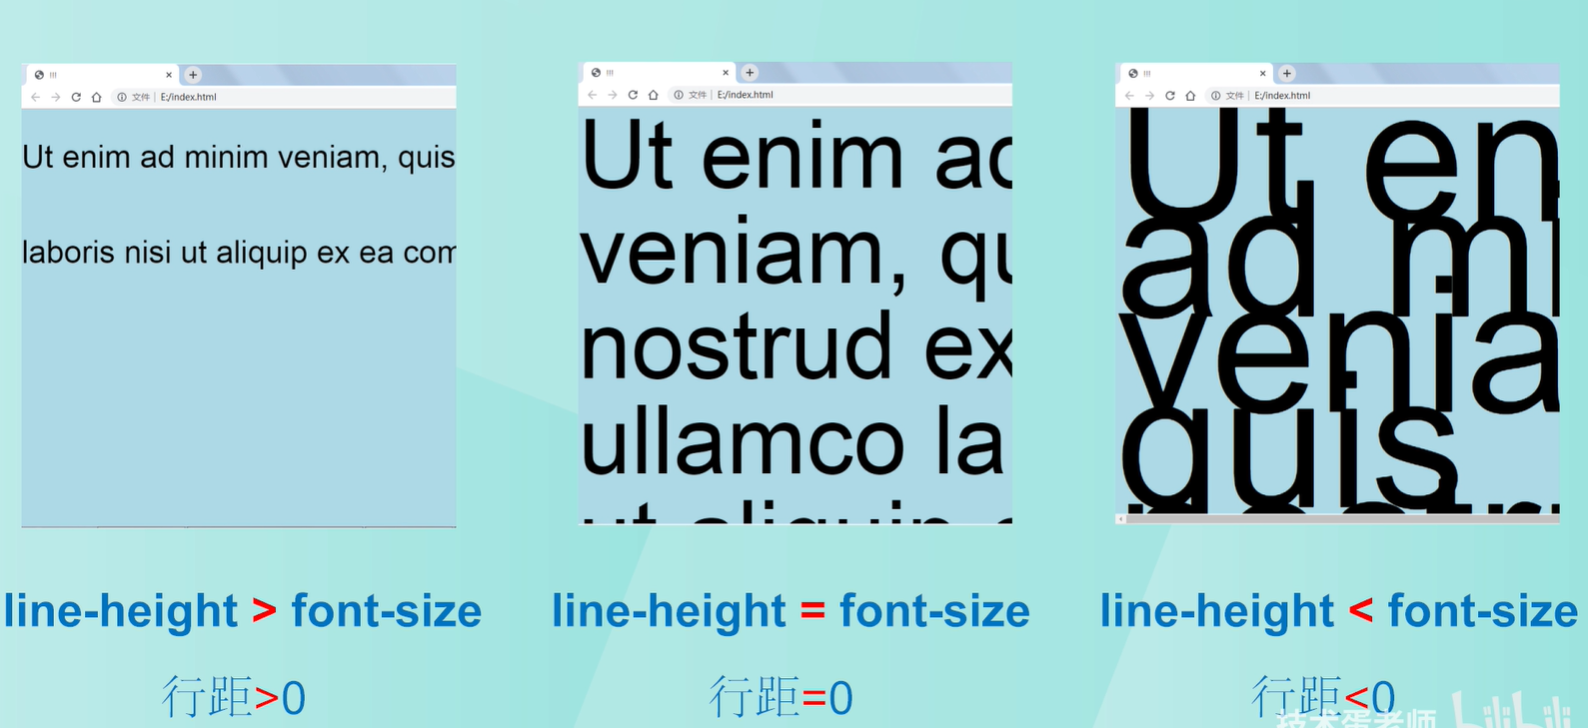 !!!
文件 E:/index.html
Ut enim ad minim veniam, quis
laboris nisi ut aliquip ex ea com
!!!
文件 E:/index.html
Ut enim ad
veniam, qu
nostrud ex
ullamco la
ut aliquip
!!!
文件 E:/index.html
Ut en
ad mi
venia
quis
line-height > font-size
line-height = font-size
line-height < font-size
行距>0
行距=0
行距<0
技术蛋老师 bilibili